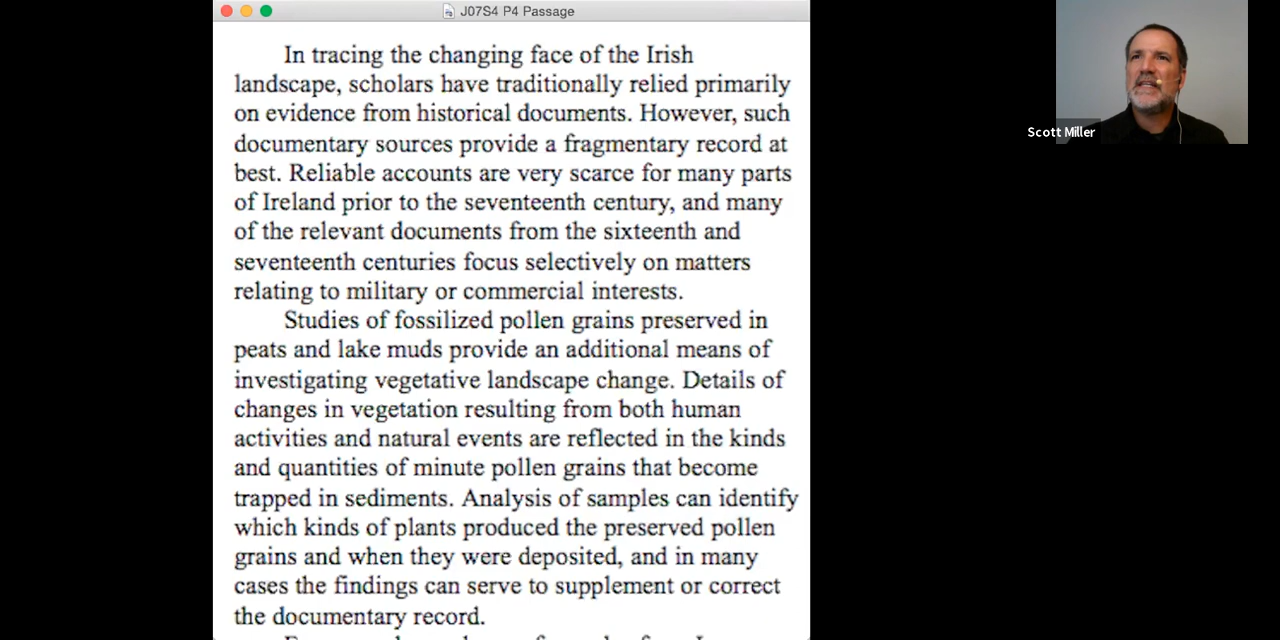 J07S4 P4 Passage
In tracing the changing face of the Irish
landscape, scholars have traditionally relied primarily
on evidence from historical documents. However, such
documentary sources provide a fragmentary record at
best. Reliable accounts are very scarce for many parts
of Ireland prior to the seventeenth century, and many
of the relevant documents from the sixteenth and
seventeenth centuries focus selectively on matters
relating to military or commercial interests.
Studies of fossilized pollen grains preserved in
peats and lake muds provide an additional means of
investigating vegetative landscape change. Details of
changes in vegetation resulting from both human
activities and natural events are reflected in the kinds
and quantities of minute pollen grains that become
trapped in sediments. Analysis of samples can identify
which kinds of plants produced the preserved pollen
grains and when they were deposited, and in many
cases the findings can serve to supplement or correct
the documentary record.
Scott Miller